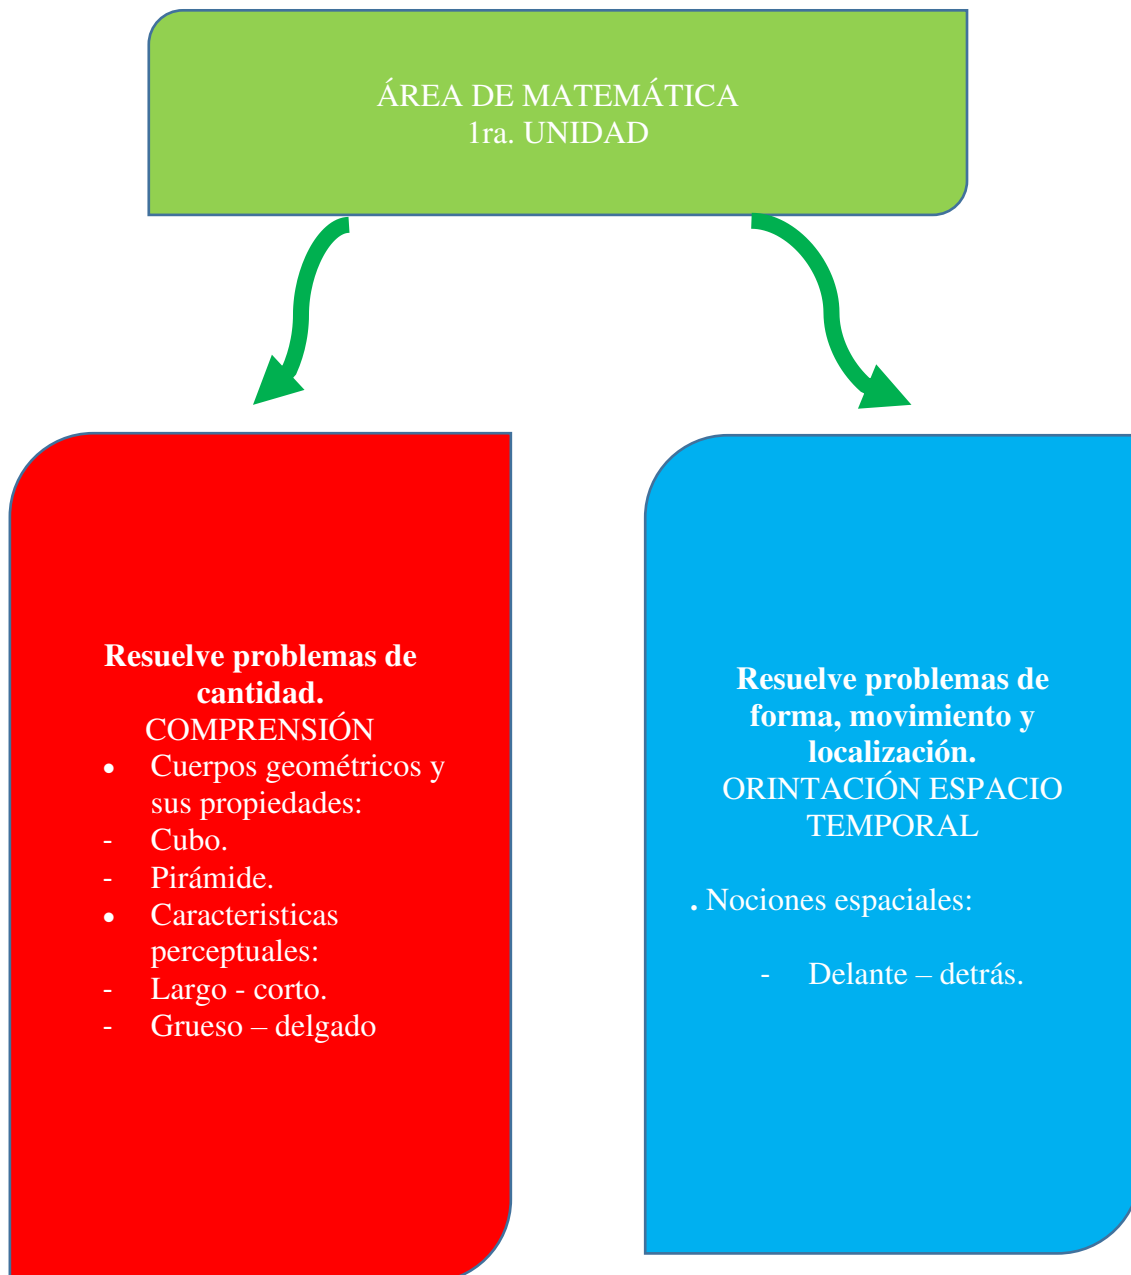 ÁREA DE MATEMÁTICA
1ra. UNIDAD
Resuelve problemas de
cantidad.
COMPRENSIÓN
• Cuerpos geométricos y
sus propiedades:
- Cubo.
- Pirámide.
• Caracteristicas
perceptuales:
- Largo - corto.
- Grueso – delgado
Resuelve problemas de
forma, movimiento y
localización.
ORINTACIÓN ESPACIO
TEMPORAL
. Nociones espaciales:
- Delante – detrás.